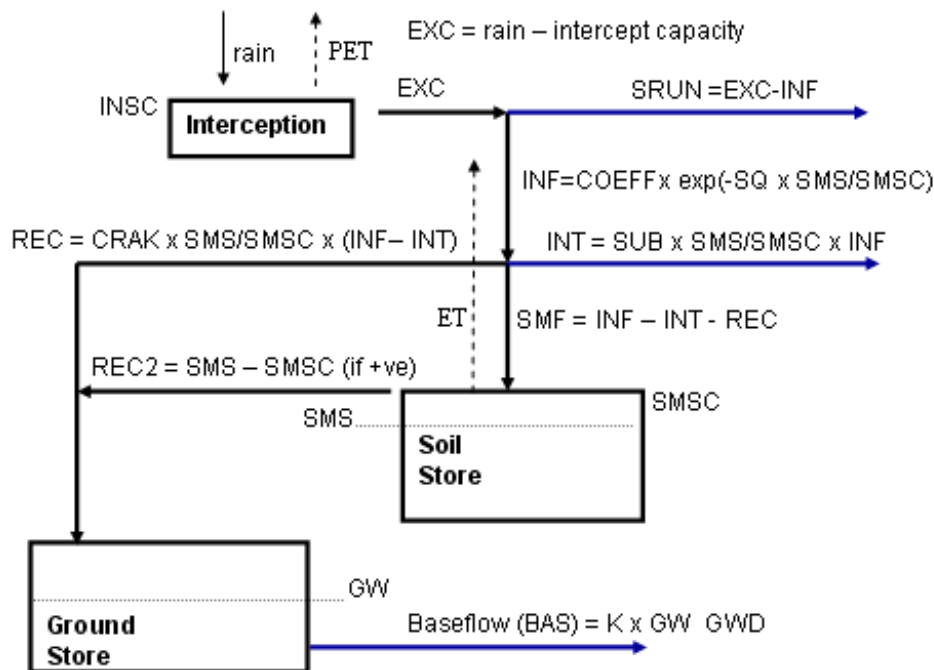 EXC = rain – intercept capacity
rain
PET
INSC
Interception
EXC
SRUN =EXC-INF
INF=COEFF x exp(-SQ x SMS/SMSC)
REC = CRAK x SMS/SMSC x (INF– INT)
INT = SUB x SMS/SMSC x INF
ET
SMF = INF – INT - REC
REC2 = SMS – SMSC (if +ve)
SMSC
SMS
Soil
Store
GW
Ground
Store
Baseflow (BAS) = K x GW GWD